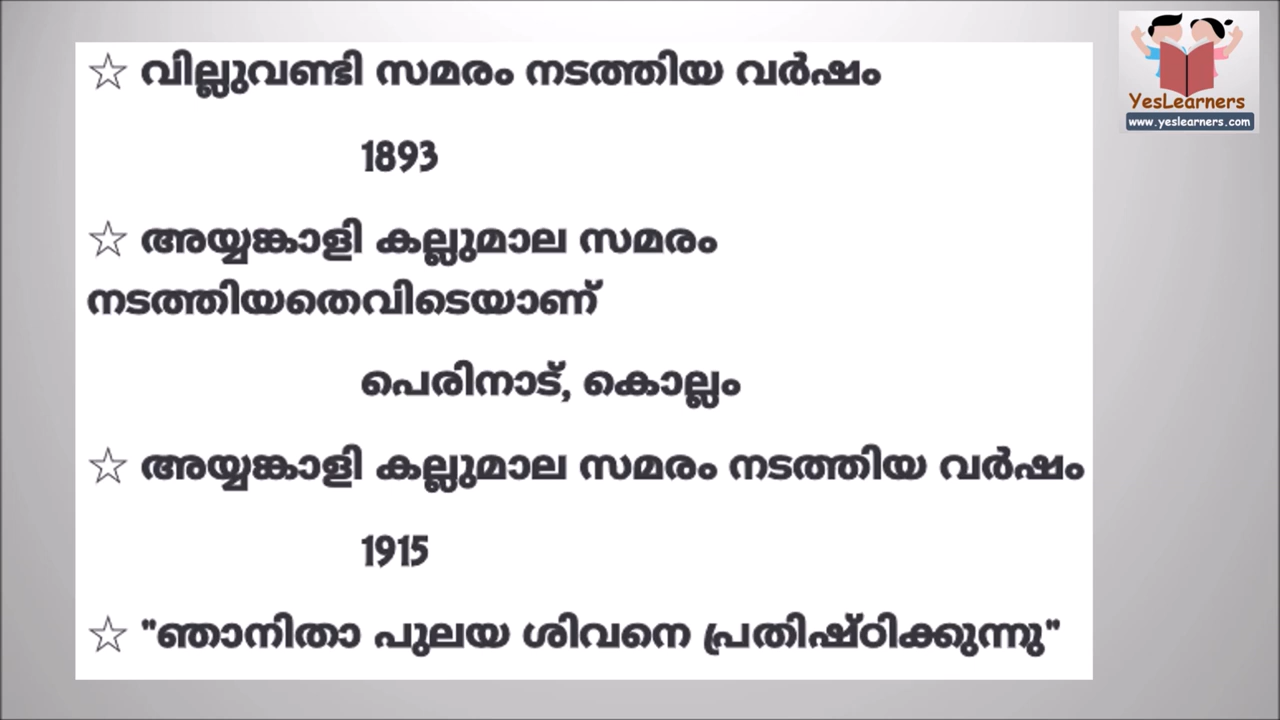 ☆ വില്ലുവണ്ടി സമരം നടത്തിയ വർഷം
1893
☆ അയ്യങ്കാളി കല്ലുമാല സമരം
നടത്തിയതെവിടെയാണ്
പെരിനാട്, കൊല്ലം
☆ അയ്യങ്കാളി കല്ലുമാല സമരം നടത്തിയ വർഷം
1915
☆ "ഞാനിതാ പുലയ ശിവനെ പ്രതിഷ്ഠിക്കുന്നു"
YesLearners
www.yeslearners.com